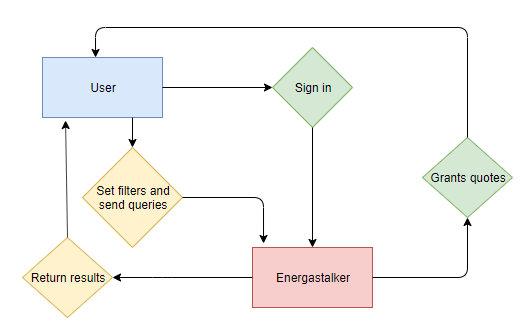 User
Sign in
Set filters and
send queries
Grants quotes
Return results
Energastalker